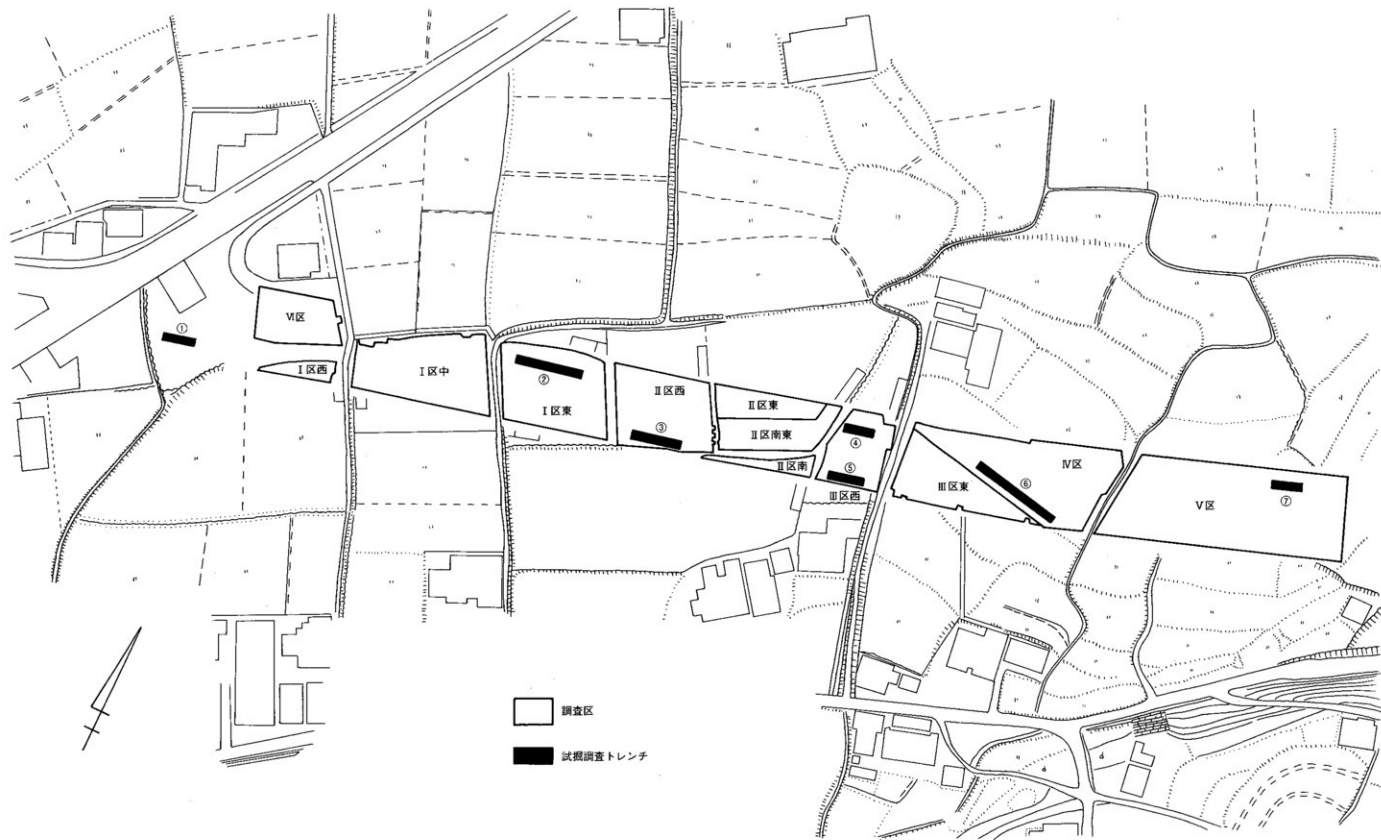 ①
Ⅵ区
Ⅰ区西
Ⅰ区中
②
Ⅰ区東
Ⅱ区西
③
Ⅱ区東
Ⅱ区南東
Ⅱ区南
④
⑤
Ⅲ区西
Ⅲ区東
⑥
Ⅳ区
Ⅴ区
⑦
調査区
試掘調査トレンチ